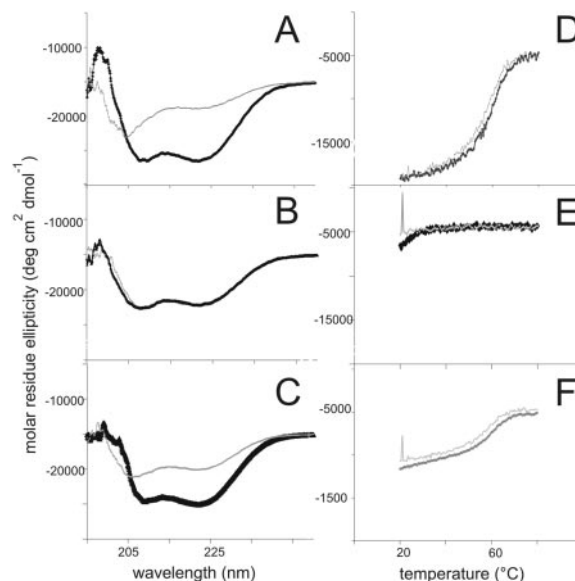 A
-10000
-20000
B
-10000
-20000
C
-10000
-20000
205
225
wavelength (nm)
molar residue ellipticity (deg cm² dmol⁻¹)
D
-5000
-15000
E
-5000
-15000
F
-5000
-1500
20
60
temperature (°C)